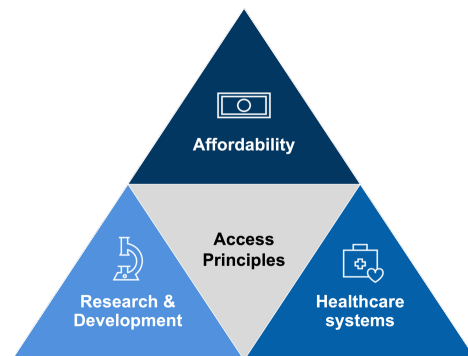 Affordability
Access
Principles
Research &
Development
Healthcare
systems